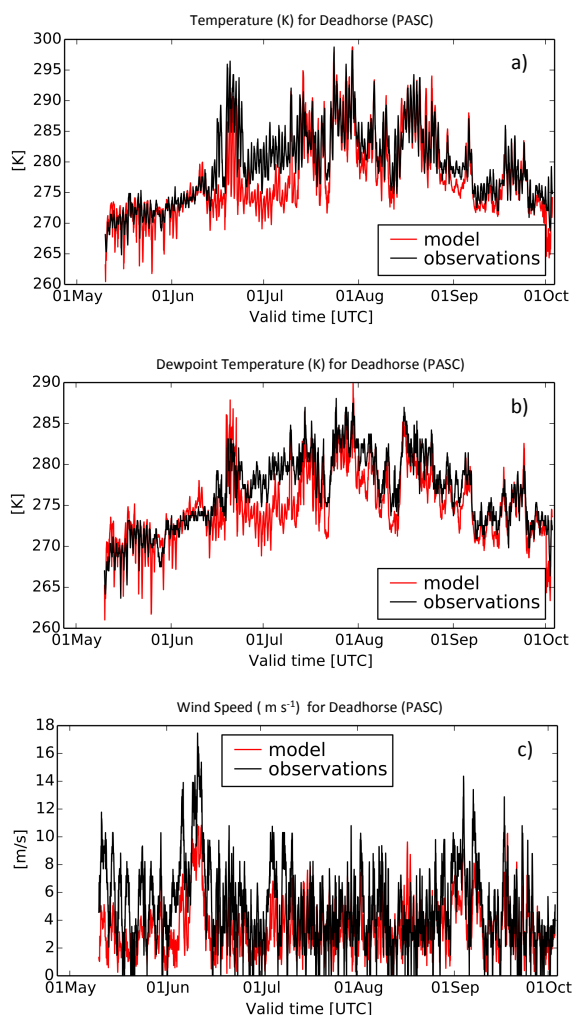 Temperature (K) for Deadhorse (PASC)
300
295
290
285
280
275
270
265
260
[K]
a)
model
observations
01May 01Jun 01Jul 01Aug 01Sep 01Oct
Valid time [UTC]
Dewpoint Temperature (K) for Deadhorse (PASC)
290
280
270
260
[K]
b)
model
observations
01May 01Jun 01Jul 01Aug 01Sep 01Oct
Valid time [UTC]
Wind Speed ( m s⁻¹) for Deadhorse (PASC)
18
16
14
12
10
8
6
4
2
0
[m/s]
c)
model
observations
01May 01Jun 01Jul 01Aug 01Sep 01Oct
Valid time [UTC]